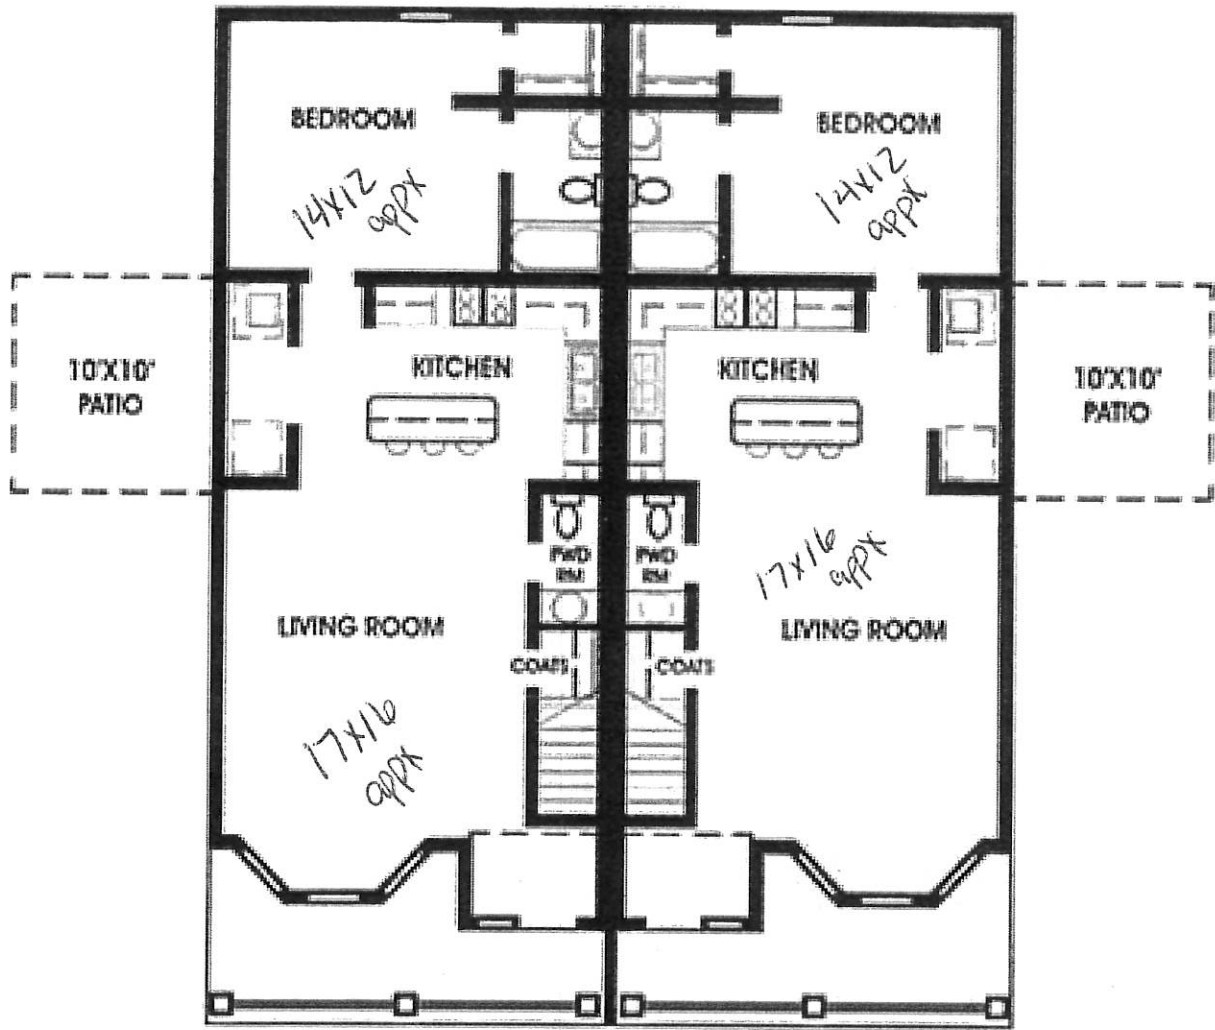 BEDROOM
14X12
appx
BEDROOM
14X12
appx
10'X10'
PATIO
KITCHEN
KITCHEN
10'X10'
PATIO
PWD
RM
PWD
RM
17X16
appx
LIVING ROOM
LIVING ROOM
COATS
COATS
17X16
appx